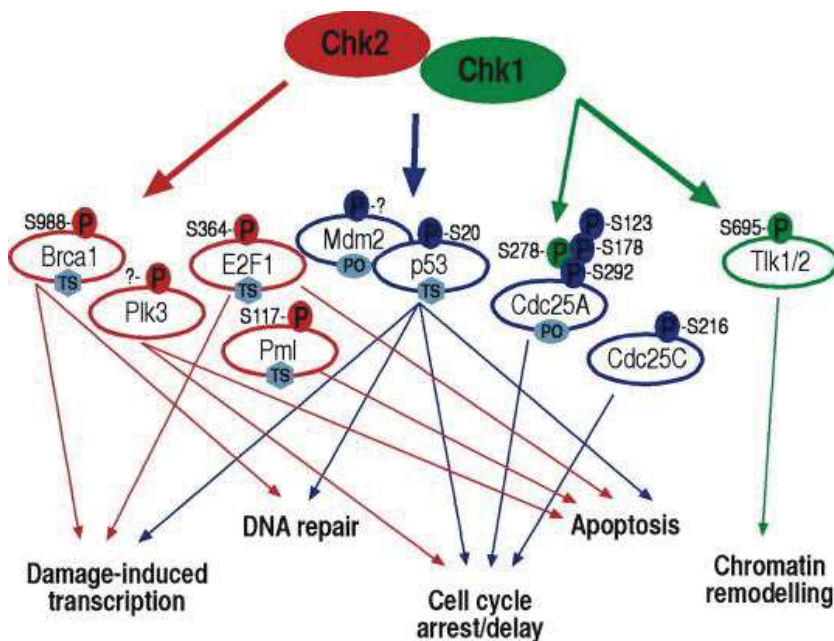 Chk2
Chk1
S988-P
Brca1
TS
?-P
Plk3
S364-P
E2F1
TS
S117-P
Pml
TS
P-?
Mdm2
PO
P-S20
p53
TS
P-S123
S278-P P-S178
P-S292
Cdc25A
PO
P-S216
Cdc25C
S695-P
Tlk1/2
DNA repair
Apoptosis
Damage-induced
transcription
Cell cycle
arrest/delay
Chromatin
remodelling